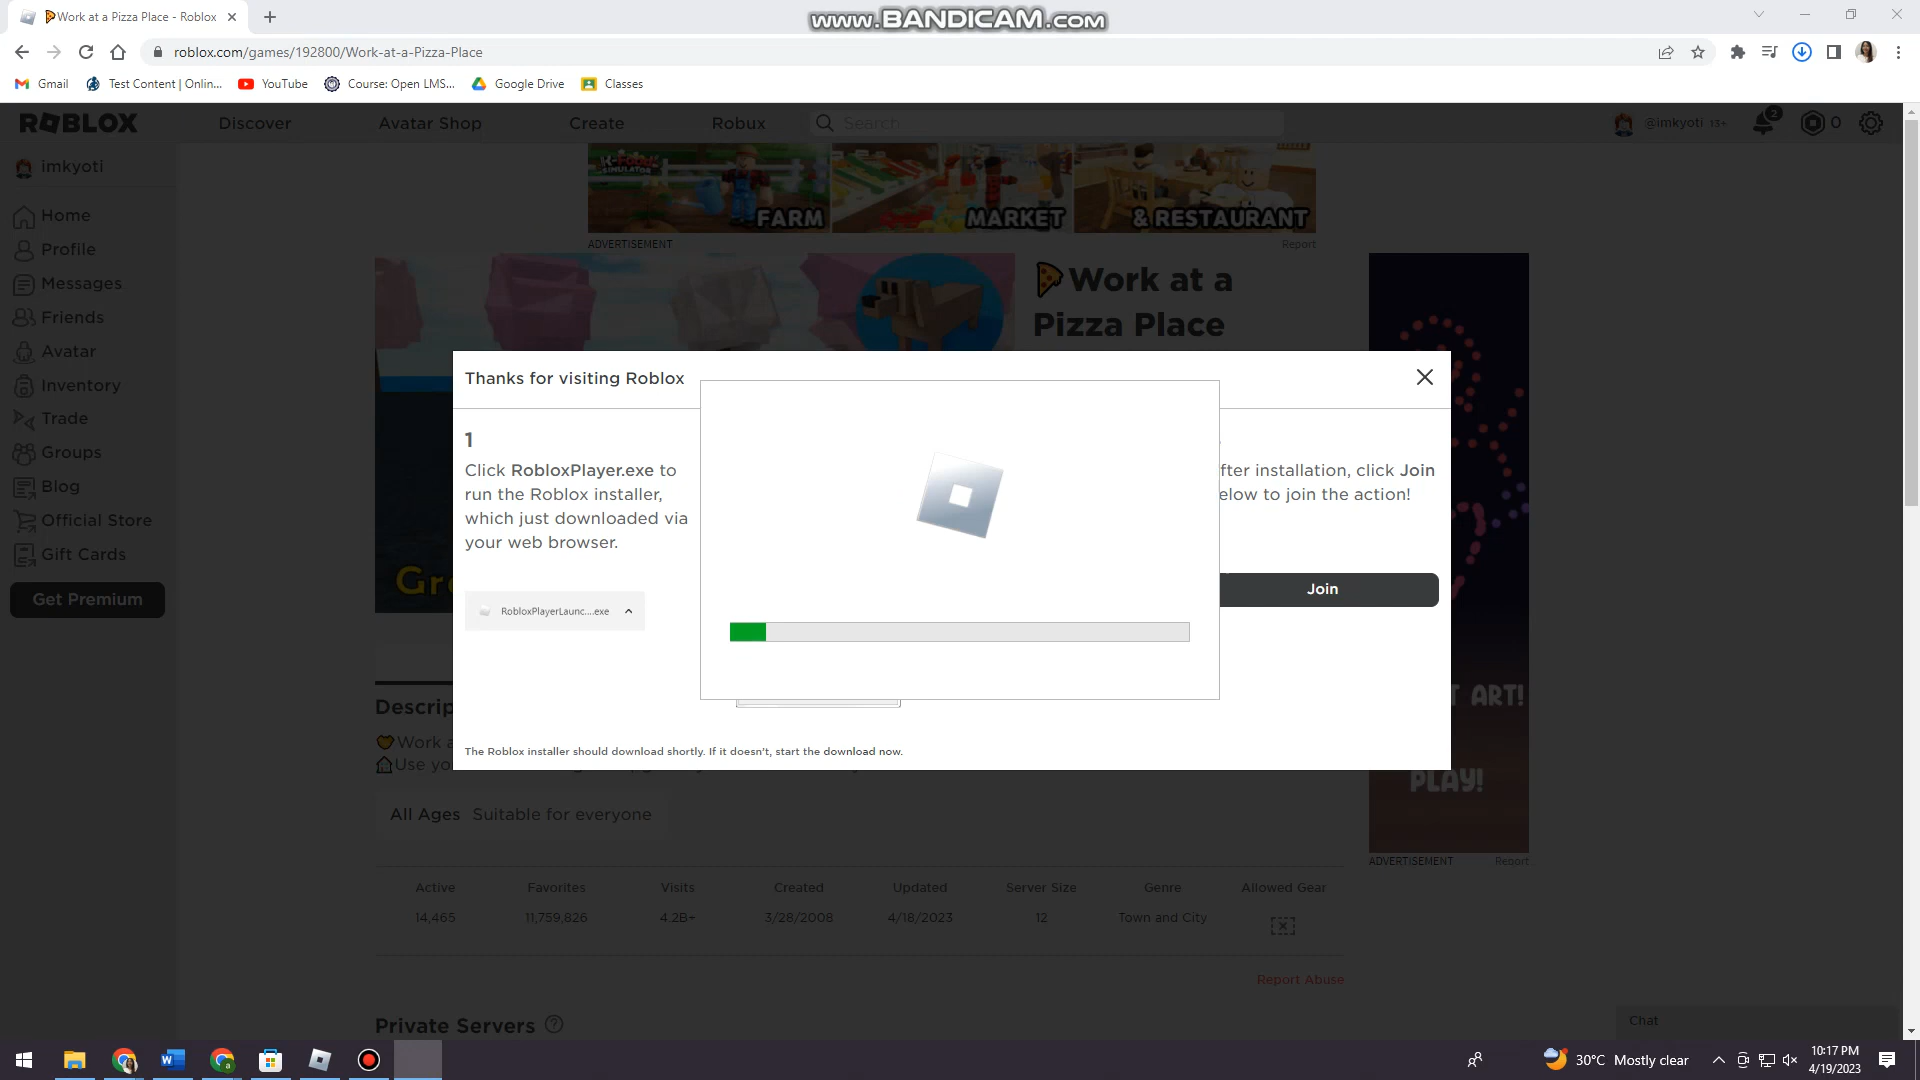 Work at a Pizza Place - Roblox
www.BANDICAM.com
roblox.com/games/192800/Work-at-a-Pizza-Place
Gmail
Test Content | Onlin...
YouTube
Course: Open LMS...
Google Drive
Classes
ROBLOX
Discover
Avatar Shop
Create
Robux
Search
@imkyoti 13+
2
0
imkyoti
Home
Profile
Messages
Friends
Avatar
Inventory
Trade
Groups
Blog
Official Store
Gift Cards
Get Premium
FARM
MARKET
& RESTAURANT
ADVERTISEMENT
Report
Work at a
Pizza Place
Thanks for visiting Roblox
1
Click RobloxPlayer.exe to
run the Roblox installer,
which just downloaded via
your web browser.
RobloxPlayerLaunc....exe
fter installation, click Join
elow to join the action!
Join
The Roblox installer should download shortly. If it doesn't, start the download now.
Gr
Descrip
Work a
Use yo
All Ages Suitable for everyone
ART!
PLAY!
ADVERTISEMENT
Report
Active
Favorites
Visits
Created
Updated
Server Size
Genre
Allowed Gear
14,465
11,759,826
4.2B+
3/28/2008
4/18/2023
12
Town and City
Report Abuse
Private Servers
Chat
30°C Mostly clear
10:17 PM
4/19/2023